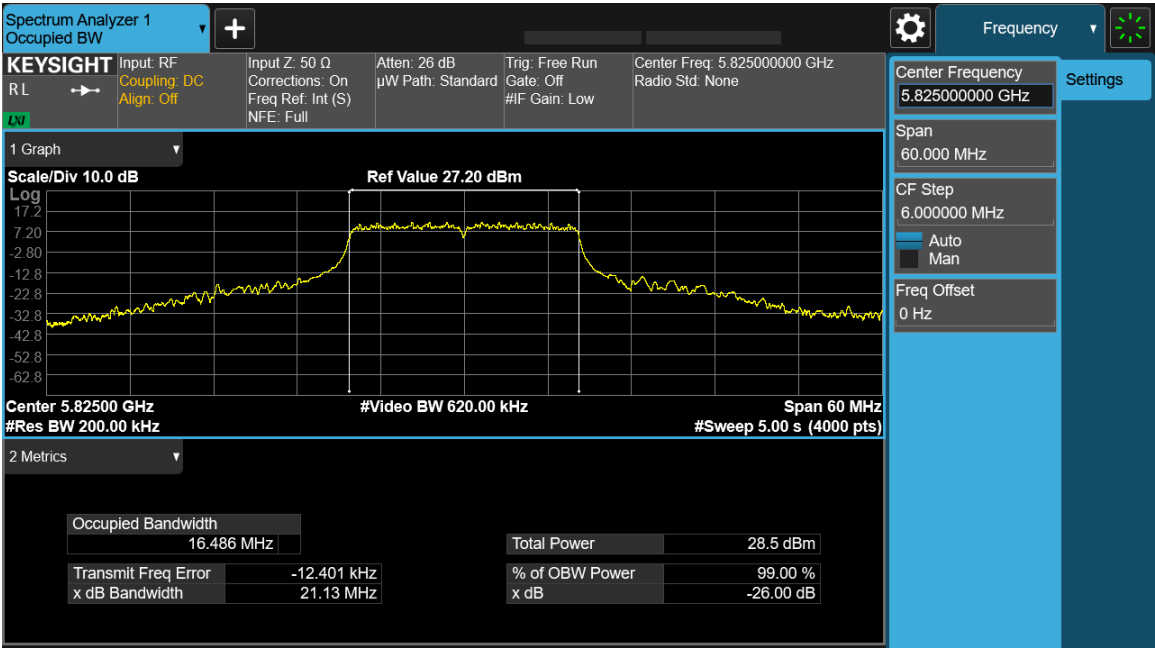 Spectrum Analyzer 1
Occupied BW
+
Frequency
KEYSIGHT
R L
LXI
Input: RF
Coupling: DC
Align: Off
Input Z: 50 Ω
Corrections: On
Freq Ref: Int (S)
NFE: Full
Atten: 26 dB
µW Path: Standard
Trig: Free Run
Gate: Off
#IF Gain: Low
Center Freq: 5.825000000 GHz
Radio Std: None
Center Frequency
5.825000000 GHz
Settings
Span
60.000 MHz
CF Step
6.000000 MHz
Auto
Man
Freq Offset
0 Hz
1 Graph
Scale/Div 10.0 dB
Ref Value 27.20 dBm
Log
17.2
7.20
-2.80
-12.8
-22.8
-32.8
-42.8
-52.8
-62.8
Center 5.82500 GHz
#Video BW 620.00 kHz
Span 60 MHz
#Res BW 200.00 kHz
#Sweep 5.00 s (4000 pts)
2 Metrics
Occupied Bandwidth
16.486 MHz
Total Power 28.5 dBm
Transmit Freq Error -12.401 kHz
% of OBW Power 99.00 %
x dB Bandwidth 21.13 MHz
x dB -26.00 dB